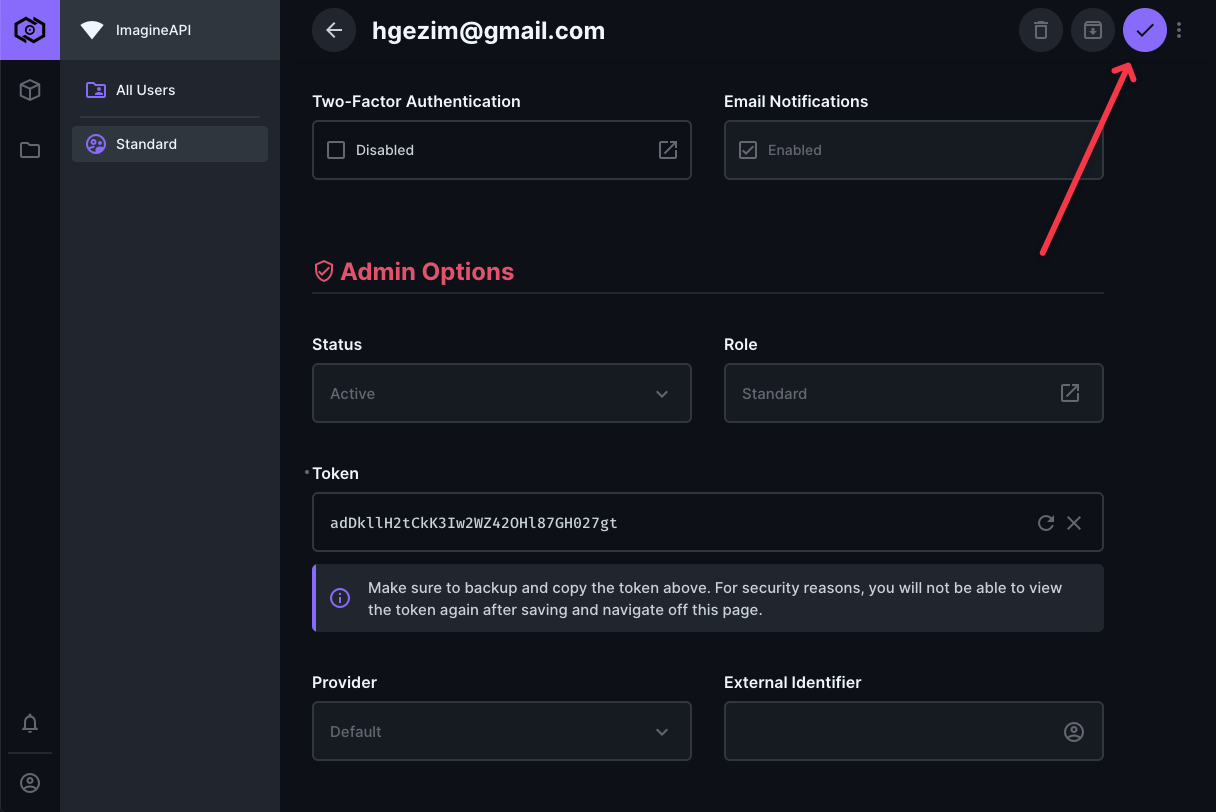 ImagineAPI
hgezim@gmail.com
All Users
Standard
Two-Factor Authentication
Email Notifications
Disabled
Enabled
Admin Options
Status
Role
Active
Standard
Token
adDkllH2tCkK3Iw2WZ42OHl87GH027gt
Make sure to backup and copy the token above. For security reasons, you will not be able to view
the token again after saving and navigate off this page.
Provider
External Identifier
Default